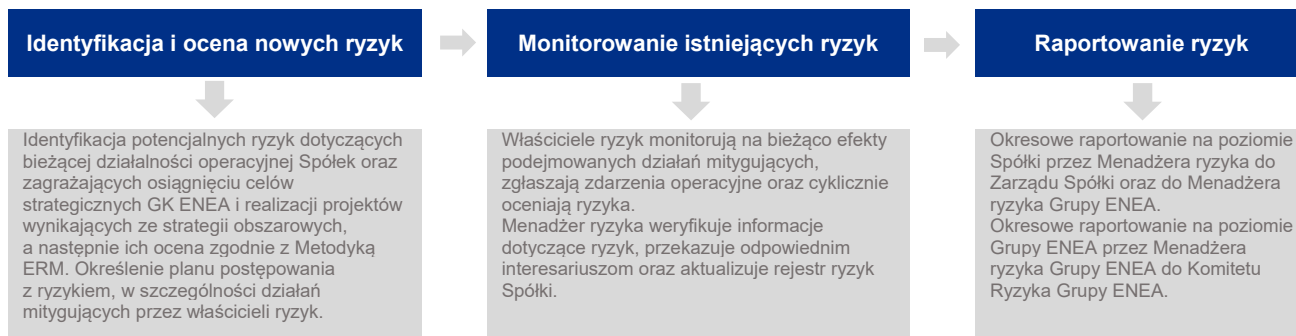 Identyfikacja i ocena nowych ryzyk
Monitorowanie istniejących ryzyk
Raportowanie ryzyk
Identyfikacja potencjalnych ryzyk dotyczących
bieżącej działalności operacyjnej Spółek oraz
zagrażających osiągnięciu celów
strategicznych GK ENEA i realizacji projektów
wynikających ze strategii obszarowych,
a następnie ich ocena zgodnie z Metodyką
ERM. Określenie planu postępowania
z ryzykiem, w szczególności działań
mitygujących przez właścicieli ryzyk.
Właściciele ryzyk monitorują na bieżąco efekty
podejmowanych działań mitygujących,
zgłaszają zdarzenia operacyjne oraz cyklicznie
oceniają ryzyka.
Menadżer ryzyka weryfikuje informacje
dotyczące ryzyk, przekazuje odpowiednim
interesariuszom oraz aktualizuje rejestr ryzyk
Spółki.
Okresowe raportowanie na poziomie
Spółki przez Menadżera ryzyka do
Zarządu Spółki oraz do Menadżera
ryzyka Grupy ENEA.
Okresowe raportowanie na poziomie
Grupy ENEA przez Menadżera
ryzyka Grupy ENEA do Komitetu
Ryzyka Grupy ENEA.